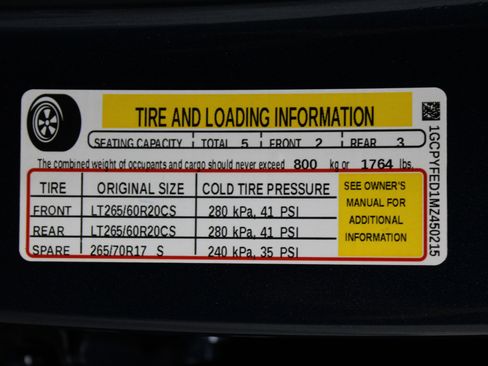 TIRE AND LOADING INFORMATION
SEATING CAPACITY TOTAL 5 FRONT 2 REAR 3
The combined weight of occupants and cargo should never exceed 800 kg or 1764 lbs.
TIRE ORIGINAL SIZE COLD TIRE PRESSURE
FRONT LT265/60R20CS 280 kPa, 41 PSI
REAR LT265/60R20CS 280 kPa, 41 PSI
SPARE 265/70R17 S 240 kPa, 35 PSI
SEE OWNER'S
MANUAL FOR
ADDITIONAL
INFORMATION
1GCPYFED1MZ450215